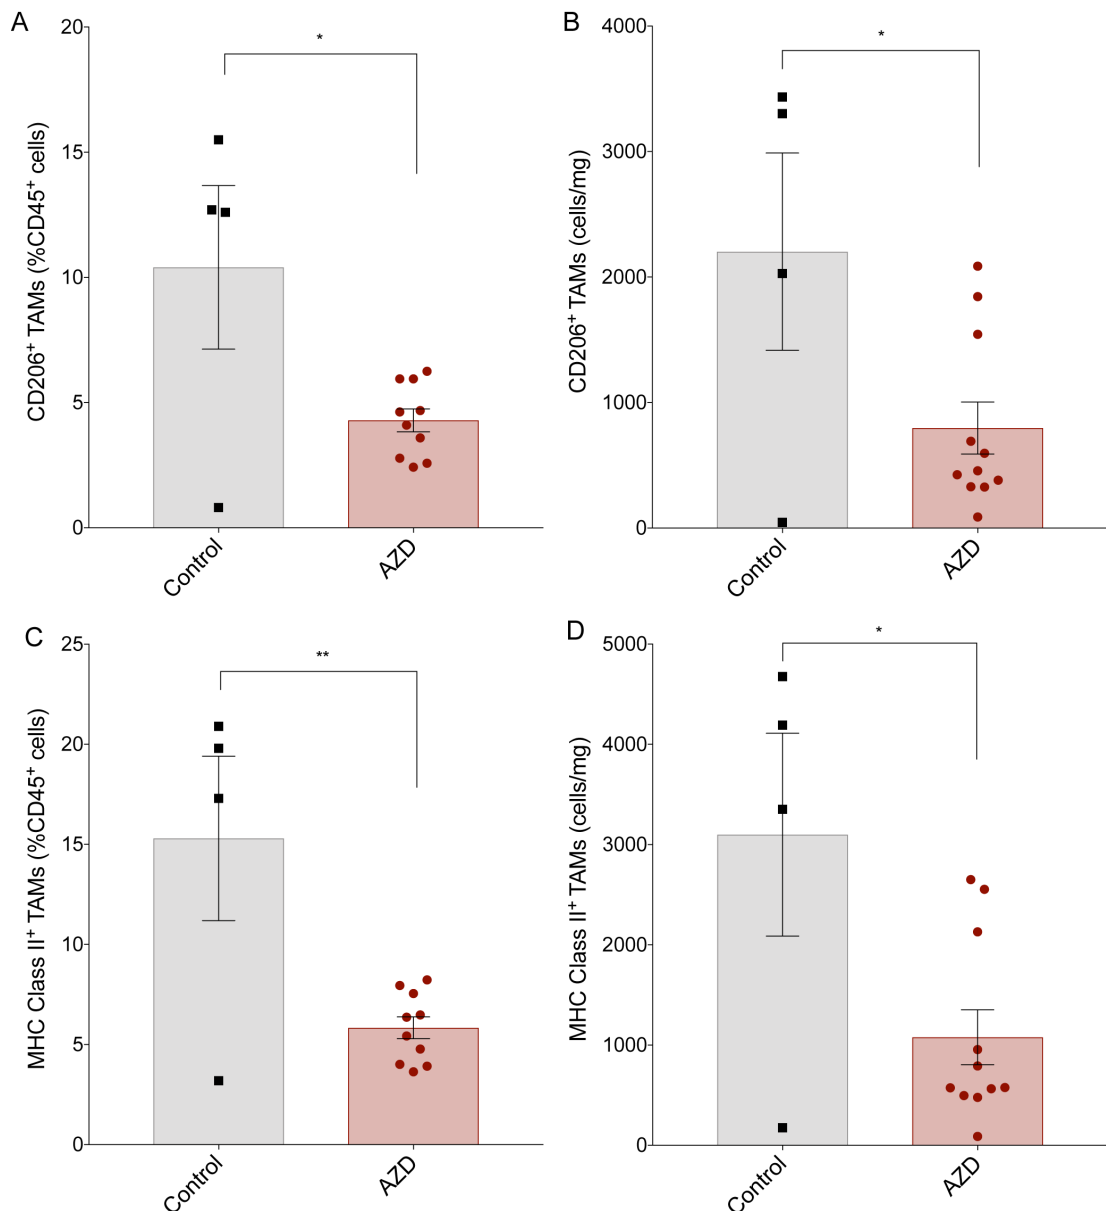 A
CD206⁺ TAMs (%CD45⁺ cells)
20
15
10
5
0
*
Control
AZD
B
CD206⁺ TAMs (cells/mg)
4000
3000
2000
1000
0
*
Control
AZD
C
MHC Class II⁺ TAMs (%CD45⁺ cells)
25
20
15
10
5
0
**
Control
AZD
D
MHC Class II⁺ TAMs (cells/mg)
5000
4000
3000
2000
1000
0
*
Control
AZD